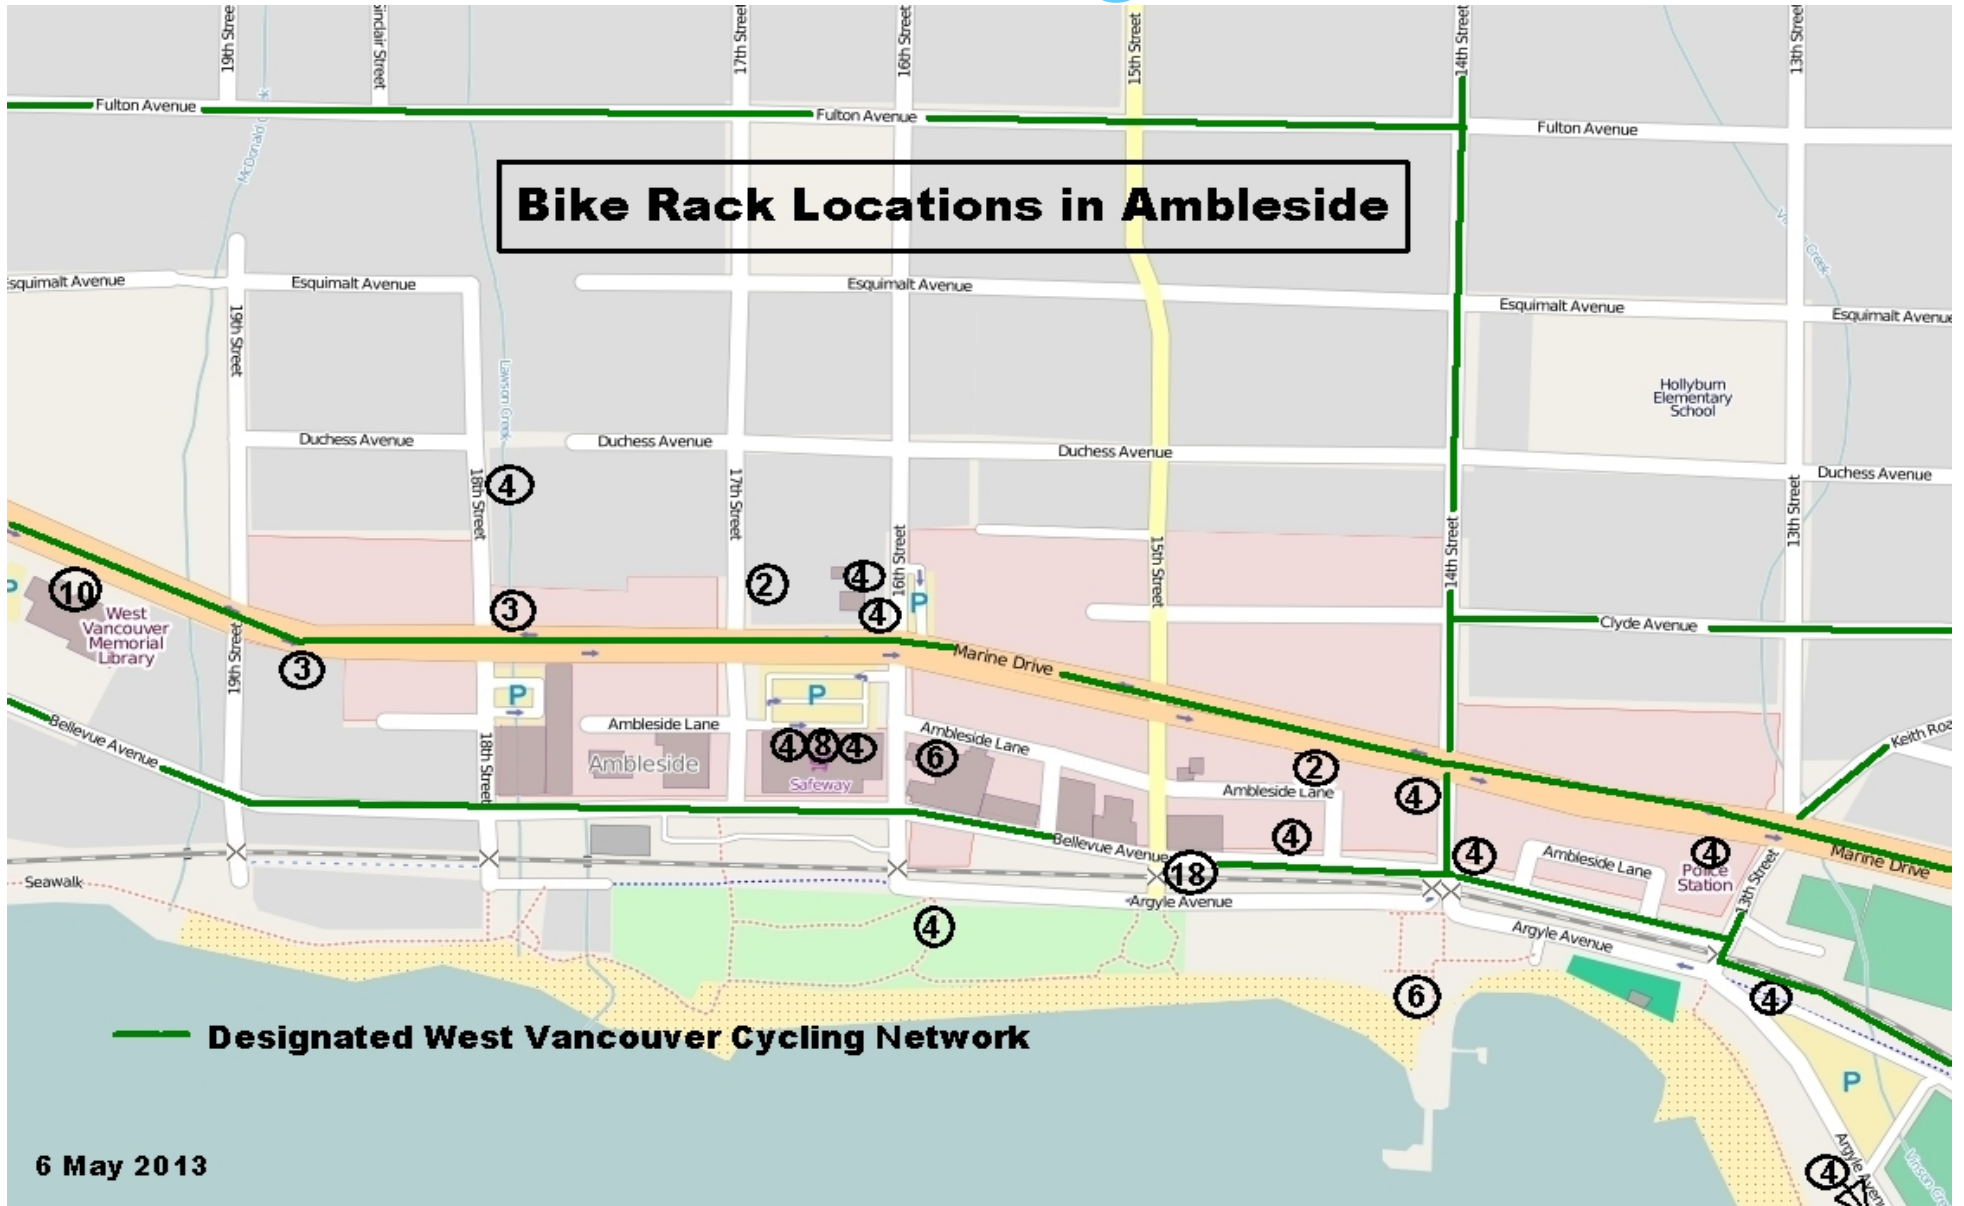 19th Stree
Sinclair Street
17th Street
16th Street
15th Street
14th Street
13th Street
Fulton Avenue
Fulton Avenue
Fulton Avenue
Bike Rack Locations in Ambleside
Esquimalt Avenue
Esquimalt Avenue
Esquimalt Avenue
Esquimalt Avenue
Esquimalt Avenue
19th Street
Lawson Creek
Hollyburn
Elementary
School
Duchess Avenue
Duchess Avenue
Duchess Avenue
Duchess Avenue
18th Street
4
17th Street
16th Street
15th Street
14th Street
13th Street
P
10
West
Vancouver
Memorial
Library
3
2
4
4
P
Clyde Avenue
19th Street
3
Marine Drive
P
P
Bellevue Avenue
18th Street
Ambleside Lane
Ambleside Lane
Keith Roa
Ambleside
4
8
4
Safeway
6
2
4
Ambleside Lane
4
4
4
Bellevue Avenue
18
Ambleside Lane
Police
Station
Marine Drive
13th Street
Seawalk
Argyle Avenue
4
Argyle Avenue
6
4
Designated West Vancouver Cycling Network
P
6 May 2013
4
Argyle Avenu